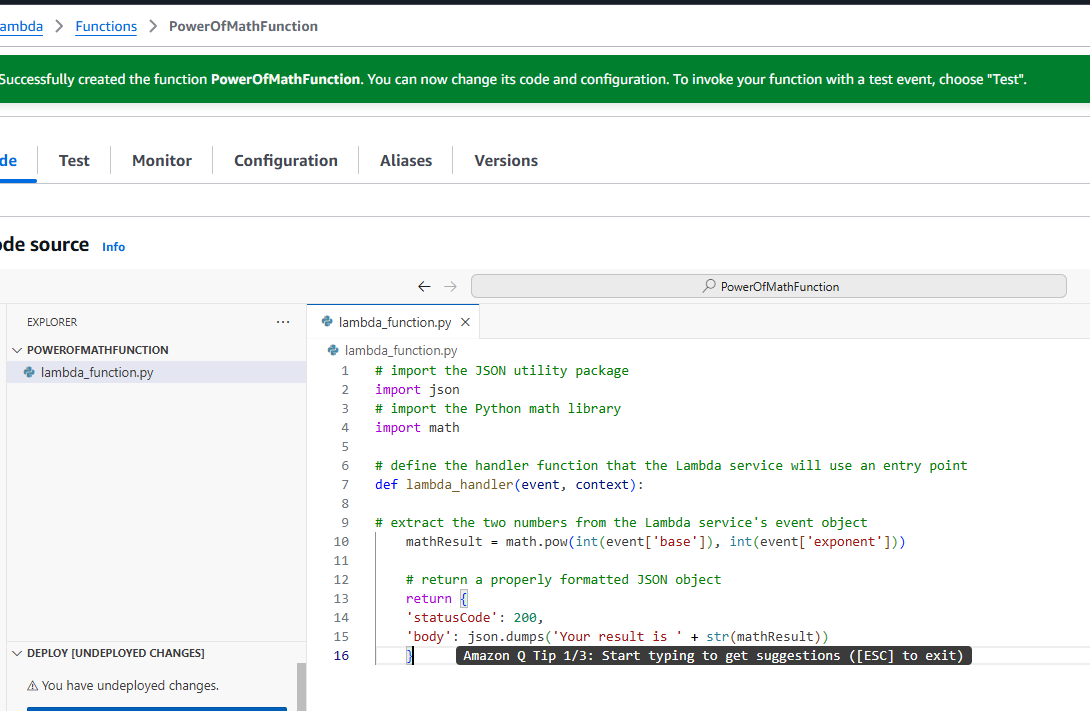 ambda > Functions > PowerOfMathFunction
Successfully created the function PowerOfMathFunction. You can now change its code and configuration. To invoke your function with a test event, choose "Test".
de Test Monitor Configuration Aliases Versions
ode source Info
PowerOfMathFunction
EXPLORER ...
POWEROFMATHFUNCTION
lambda_function.py
lambda_function.py
lambda_function.py
1 # import the JSON utility package
2 import json
3 # import the Python math library
4 import math
5
6 # define the handler function that the Lambda service will use an entry point
7 def lambda_handler(event, context):
8
9 # extract the two numbers from the Lambda service's event object
10     mathResult = math.pow(int(event['base']), int(event['exponent']))
11
12     # return a properly formatted JSON object
13     return {
14     'statusCode': 200,
15     'body': json.dumps('Your result is ' + str(mathResult))
16     } Amazon Q Tip 1/3: Start typing to get suggestions ([ESC] to exit)
DEPLOY [UNDEPLOYED CHANGES]
You have undeployed changes.